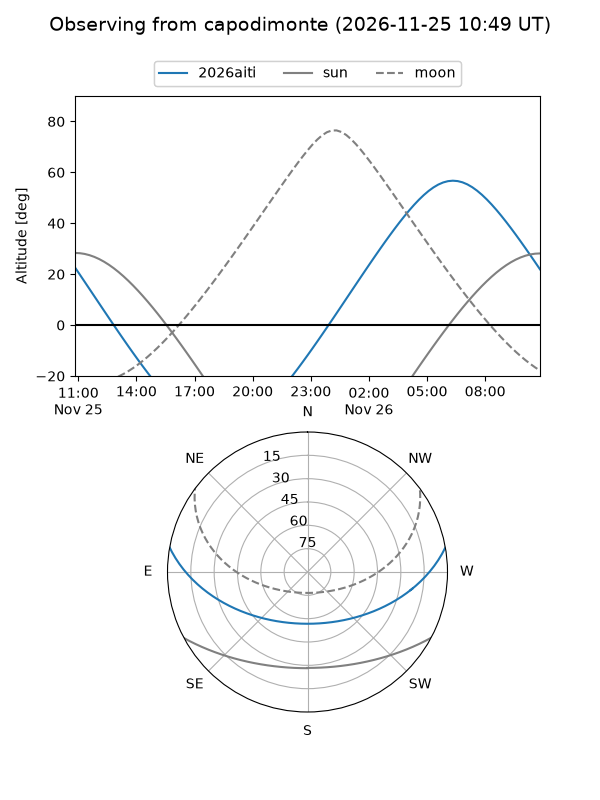 Observing from capodimonte (2026-11-25 10:49 UT)
2026aiti sun moon
Altitude [deg]
80
60
40
20
0
−20
11:00 14:00 17:00 20:00 23:00 02:00 05:00 08:00
Nov 25 Nov 26
N
NE NW
15
30
45
60
75
E W
SE SW
S